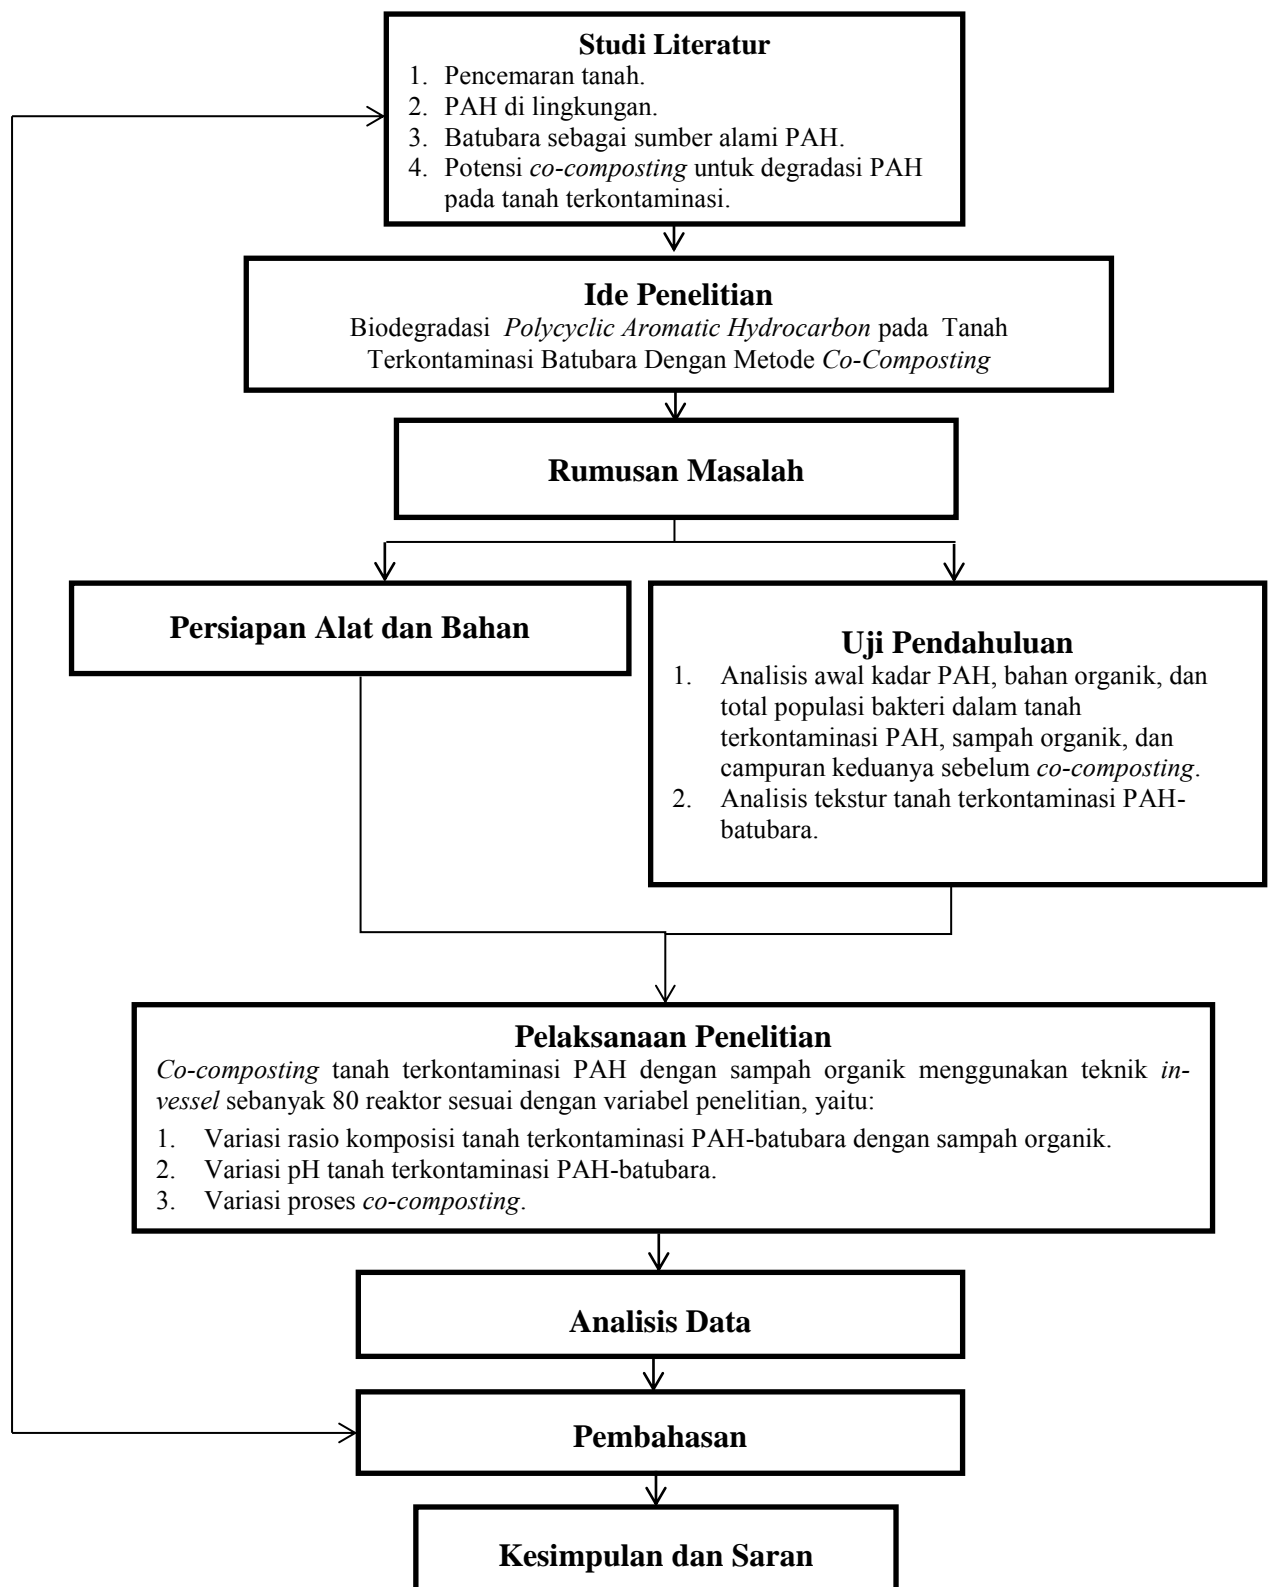 Studi Literatur
1. Pencemaran tanah.
2. PAH di lingkungan.
3. Batubara sebagai sumber alami PAH.
4. Potensi co-composting untuk degradasi PAH
pada tanah terkontaminasi.
Ide Penelitian
Biodegradasi Polycyclic Aromatic Hydrocarbon pada Tanah
Terkontaminasi Batubara Dengan Metode Co-Composting
Rumusan Masalah
Persiapan Alat dan Bahan
Uji Pendahuluan
1. Analisis awal kadar PAH, bahan organik, dan
total populasi bakteri dalam tanah
terkontaminasi PAH, sampah organik, dan
campuran keduanya sebelum co-composting.
2. Analisis tekstur tanah terkontaminasi PAH-
batubara.
Pelaksanaan Penelitian
Co-composting tanah terkontaminasi PAH dengan sampah organik menggunakan teknik in-
vessel sebanyak 80 reaktor sesuai dengan variabel penelitian, yaitu:
1. Variasi rasio komposisi tanah terkontaminasi PAH-batubara dengan sampah organik.
2. Variasi pH tanah terkontaminasi PAH-batubara.
3. Variasi proses co-composting.
Analisis Data
Pembahasan
Kesimpulan dan Saran